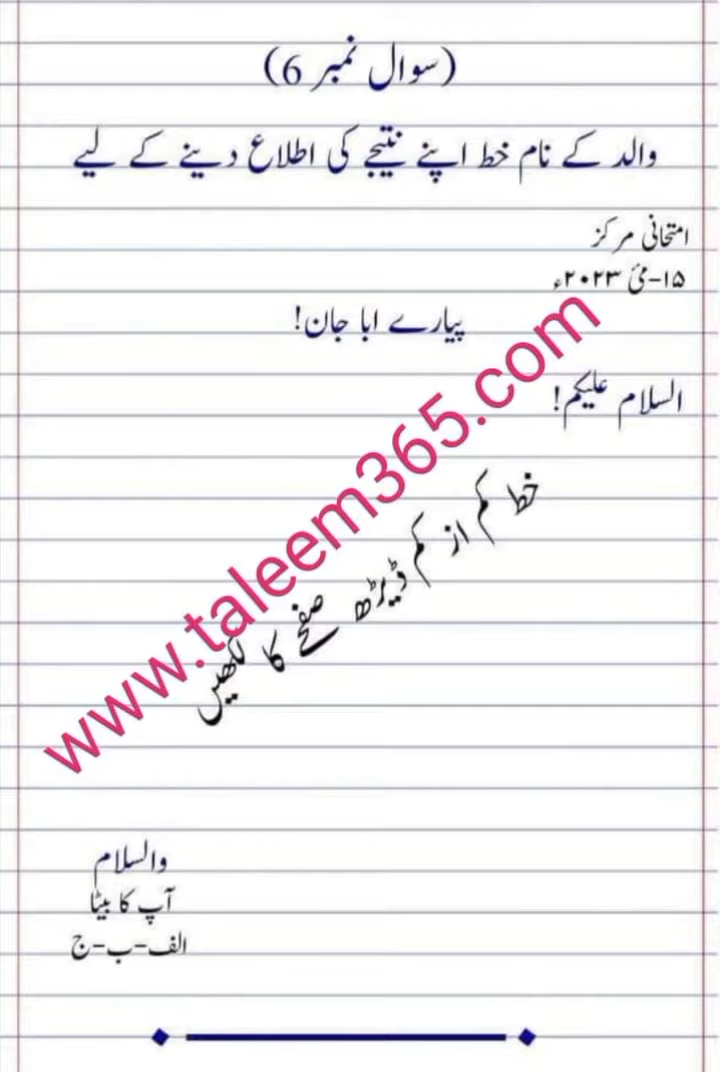 (سوال نمبر 6)
والد کے نام خط اپنے نتیجے کی اطلاع دینے کے لیے
امتحانی مرکز
۱۵-مئ ۲۰۲۳ء
پیارے ابا جان!
السلام علیکم!
خط کم از کم ڈیڑھ صفحے کا لکھیں
www.taleem365.com
والسلام
آپ کا بیٹا
الف-ب-ج